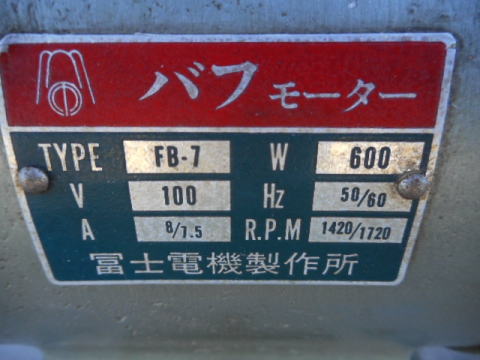 バフモーター
TYPE FB-7 W 600
V 100 Hz 50/60
A 8/7.5 R.P.M 1420/1720
冨士電機製作所